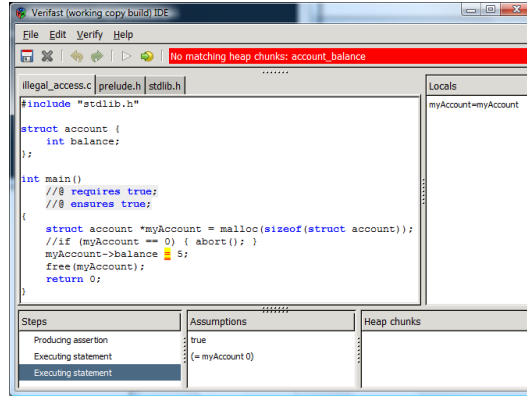 Verifast (working copy build) IDE
File Edit Verify Help
No matching heap chunks: account_balance
illegal_access.c prelude.h stdlib.h
#include "stdlib.h"
struct account {
    int balance;
};
int main()
    //@ requires true;
    //@ ensures true;
{
    struct account *myAccount = malloc(sizeof(struct account));
    //if (myAccount == 0) { abort(); }
    myAccount->balance = 5;
    free(myAccount);
    return 0;
}
Locals
myAccount=myAccount
Steps
Producing assertion
Executing statement
Executing statement
Assumptions
true
(= myAccount 0)
Heap chunks